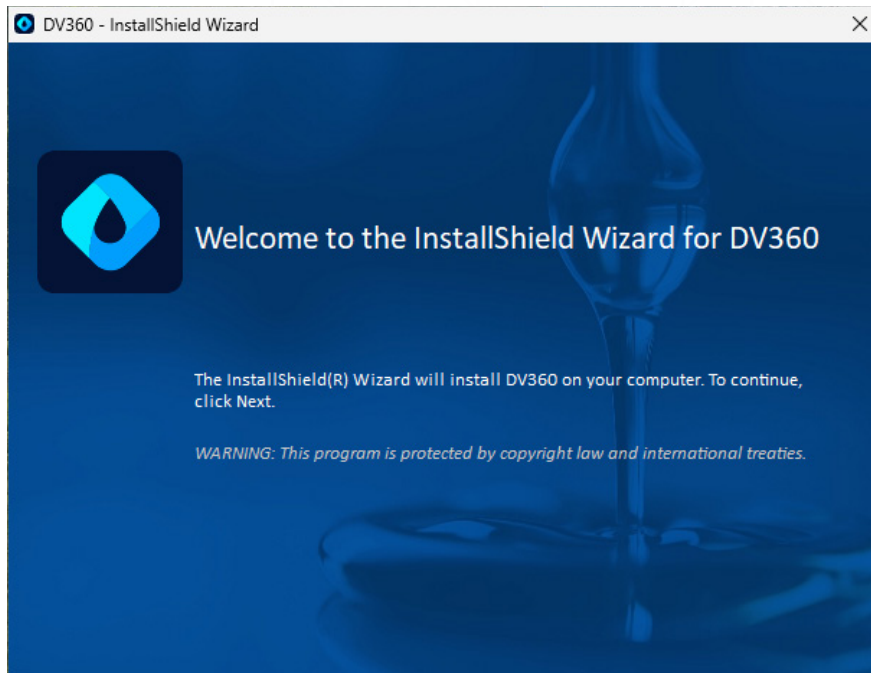 DV360 - InstallShield Wizard
Welcome to the InstallShield Wizard for DV360
The InstallShield(R) Wizard will install DV360 on your computer. To continue,
click Next.
WARNING: This program is protected by copyright law and international treaties.